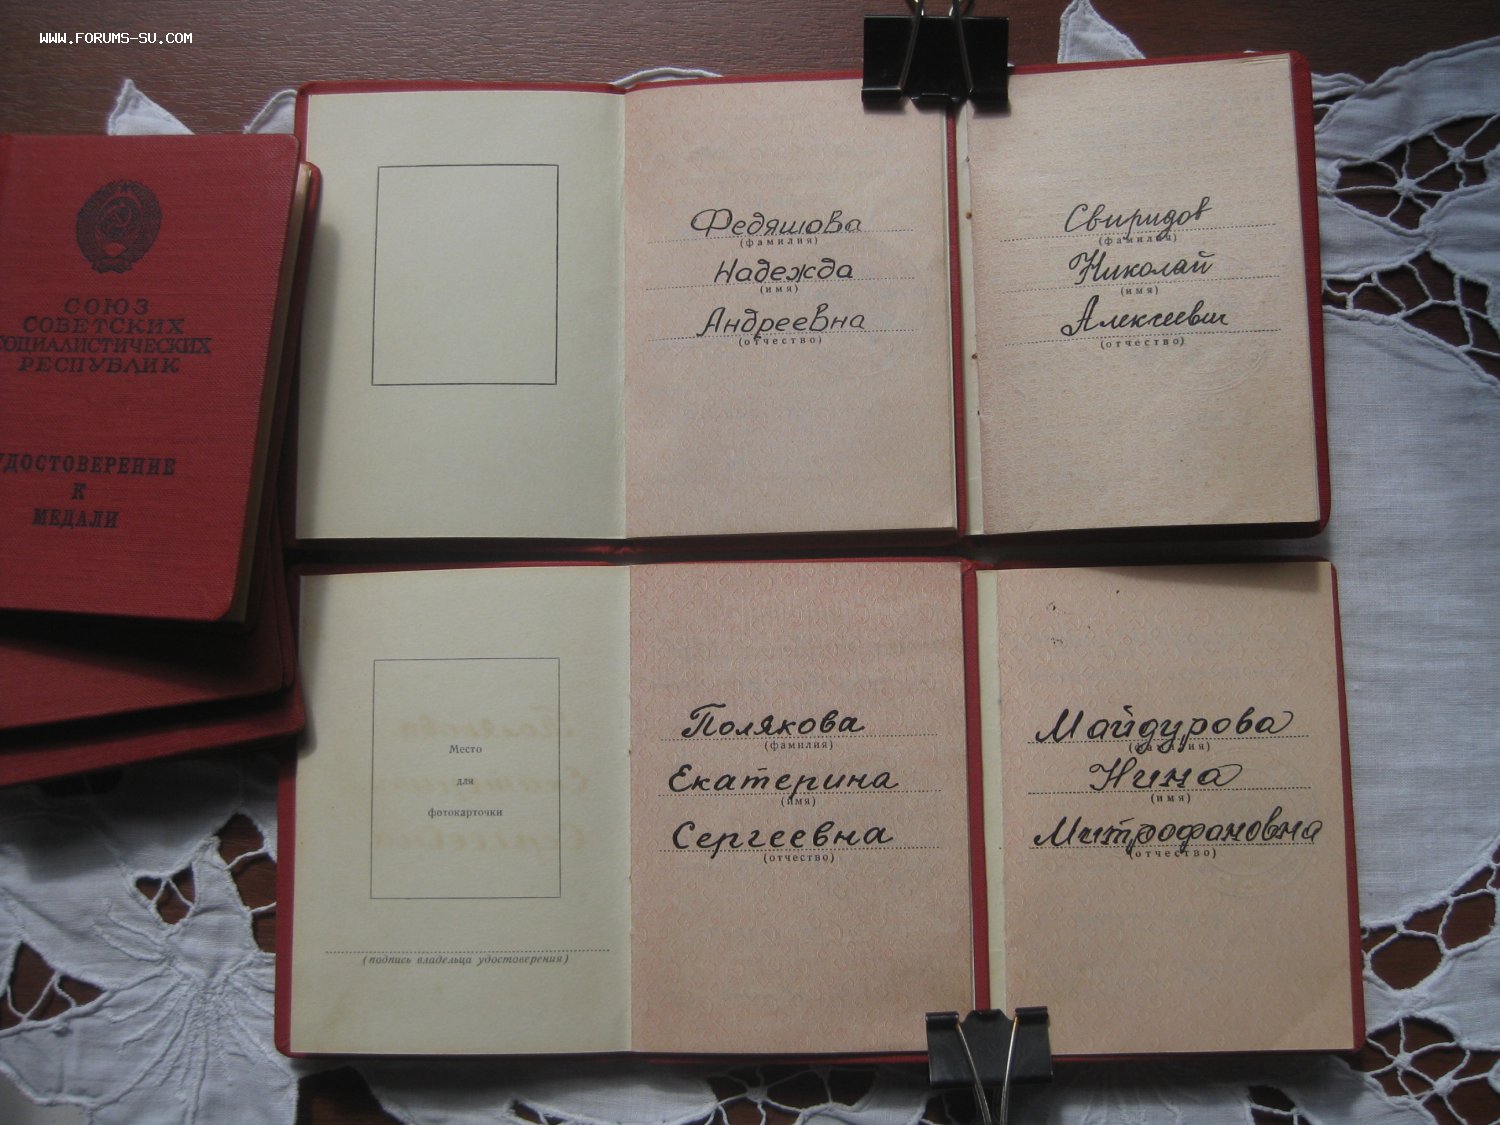 WWW.FORUMS-SU.COM
СОЮЗ
СОВЕТСКИХ
СОЦИАЛИСТИЧЕСКИХ
РЕСПУБЛИК
УДОСТОВЕРЕНИЕ
К
МЕДАЛИ
Федяшова
(фамилия)
Надежда
(имя)
Андреевна
(отчество)
Свиридов
(фамилия)
Николай
(имя)
Алексеевич
(отчество)
Место
для
фотокарточки
(подпись владельца удостоверения)
Полякова
(фамилия)
Екатерина
(имя)
Сергеевна
(отчество)
Майдурова
(фамилия)
Нина
(имя)
Митрофановна
(отчество)